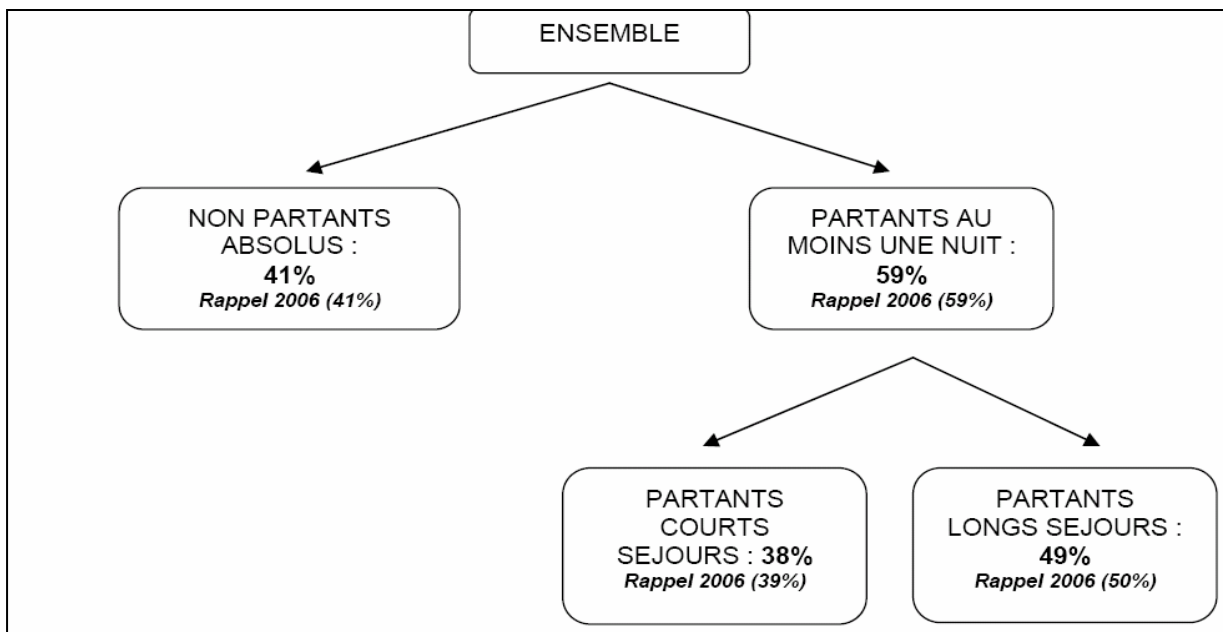 ENSEMBLE
NON PARTANTS
ABSOLUS :
41%
Rappel 2006 (41%)
PARTANTS AU
MOINS UNE NUIT :
59%
Rappel 2006 (59%)
PARTANTS
COURTS
SEJOURS : 38%
Rappel 2006 (39%)
PARTANTS
LONGS SEJOURS :
49%
Rappel 2006 (50%)